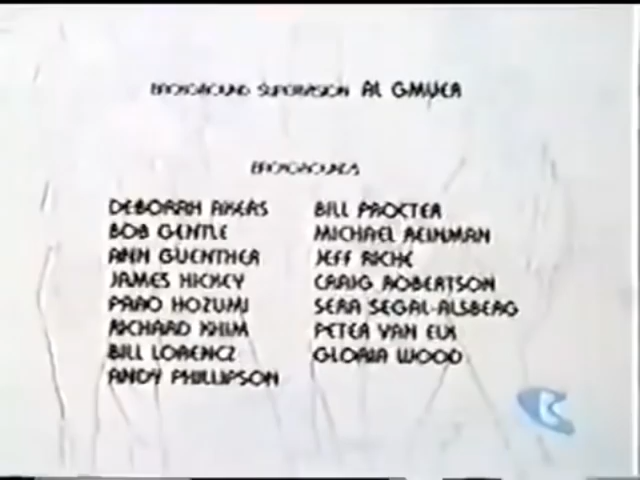 BACKGROUND SUPERVISION AL GMUER
BACKGROUNDS
DEBORAH AKERS
BOB GENTLE
ANN GUENTHER
JAMES HICKEY
PARO HOZUMI
RICHARD KHIM
BILL LORENCZ
ANDY PHILLIPSON
BILL PROCTER
MICHAEL REINMAN
JEFF RICHE
CRAIG ROBERTSON
SERA SEGAL-ALSBERG
PETER VAN ELK
GLORIA WOOD